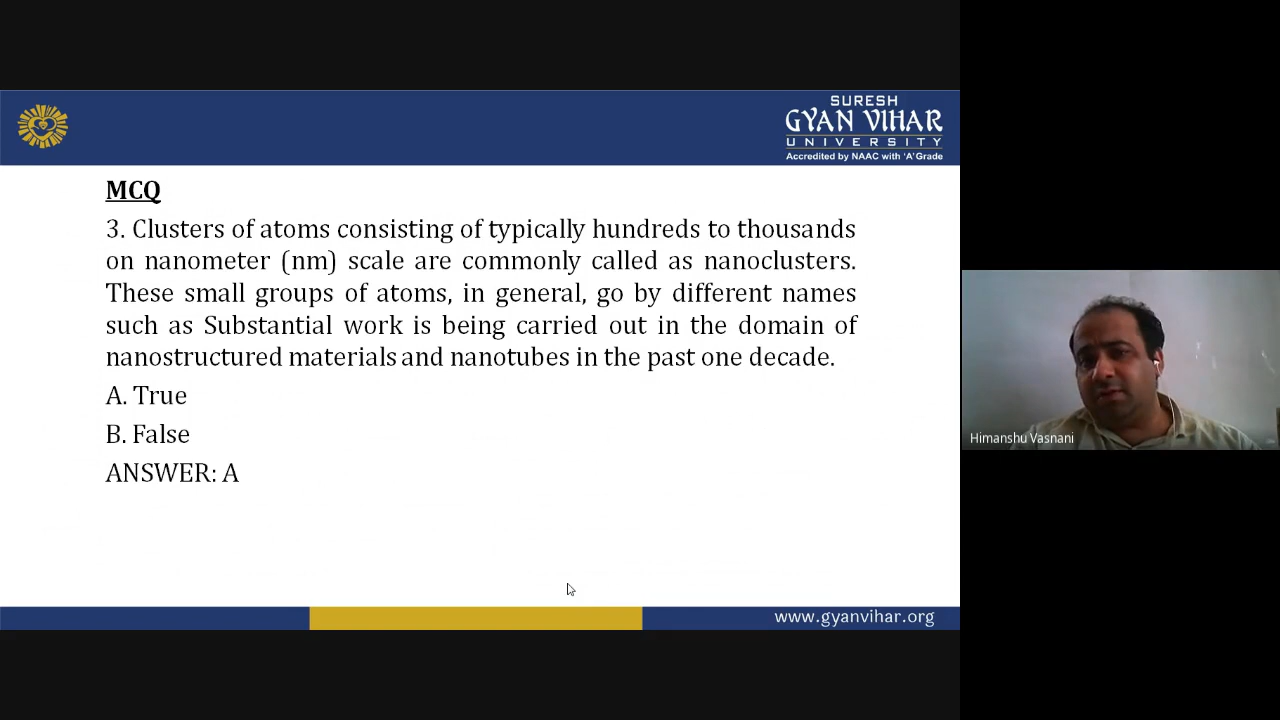 SURESH
GYAN VIHAR
UNIVERSITY
Accredited by NAAC with 'A' Grade
MCQ
3. Clusters of atoms consisting of typically hundreds to thousands
on nanometer (nm) scale are commonly called as nanoclusters.
These small groups of atoms, in general, go by different names
such as Substantial work is being carried out in the domain of
nanostructured materials and nanotubes in the past one decade.
A. True
B. False
ANSWER: A
Himanshu Vasnani
www.gyanvihar.org